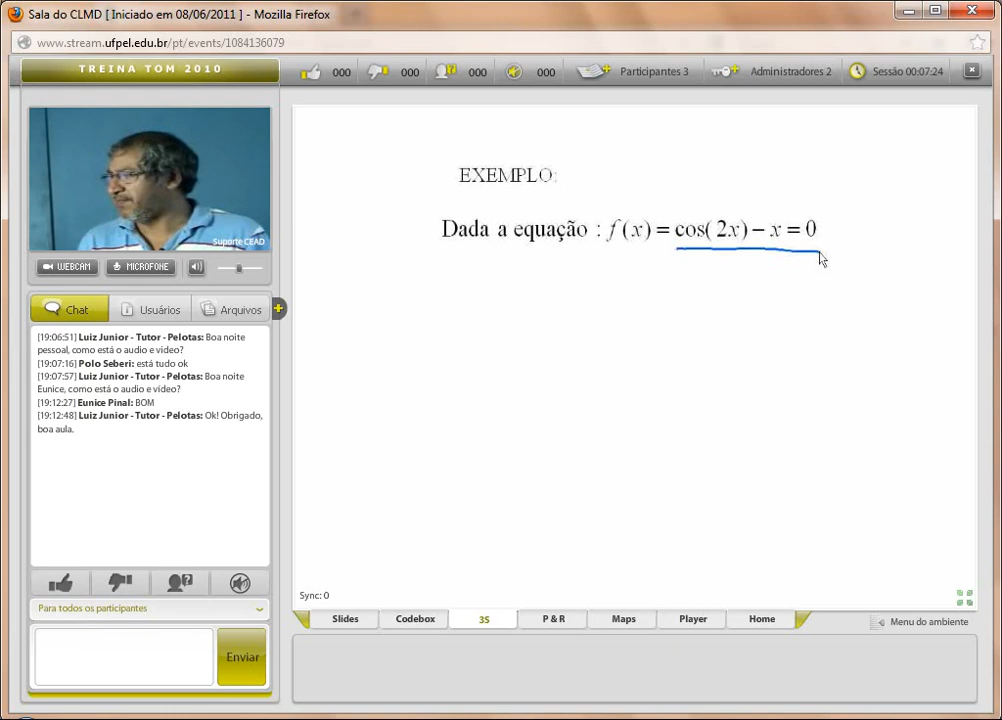 Sala do CLMD [ Iniciado em 08/06/2011 ] - Mozilla Firefox
www.stream.ufpel.edu.br/pt/events/1084136079
TREINA TOM 2010
000 000 000 000 Participantes 3 Administradores 2 Sessão 00:07:24
Suporte CEAD
WEBCAM MICROFONE
Chat Usuários Arquivos
[19:06:51] Luiz Junior - Tutor - Pelotas: Boa noite
pessoal, como está o audio e video?
[19:07:16] Polo Seberi: está tudo ok
[19:07:57] Luiz Junior - Tutor - Pelotas: Boa noite
Eunice, como está o audio e vídeo?
[19:12:27] Eunice Pinal: BOM
[19:12:48] Luiz Junior - Tutor - Pelotas: Ok! Obrigado,
boa aula.
Para todos os participantes
Enviar
EXEMPLO:
Dada a equação : f(x) = cos( 2x) − x = 0
Sync: 0
Slides Codebox 3S P & R Maps Player Home
Menu do ambiente